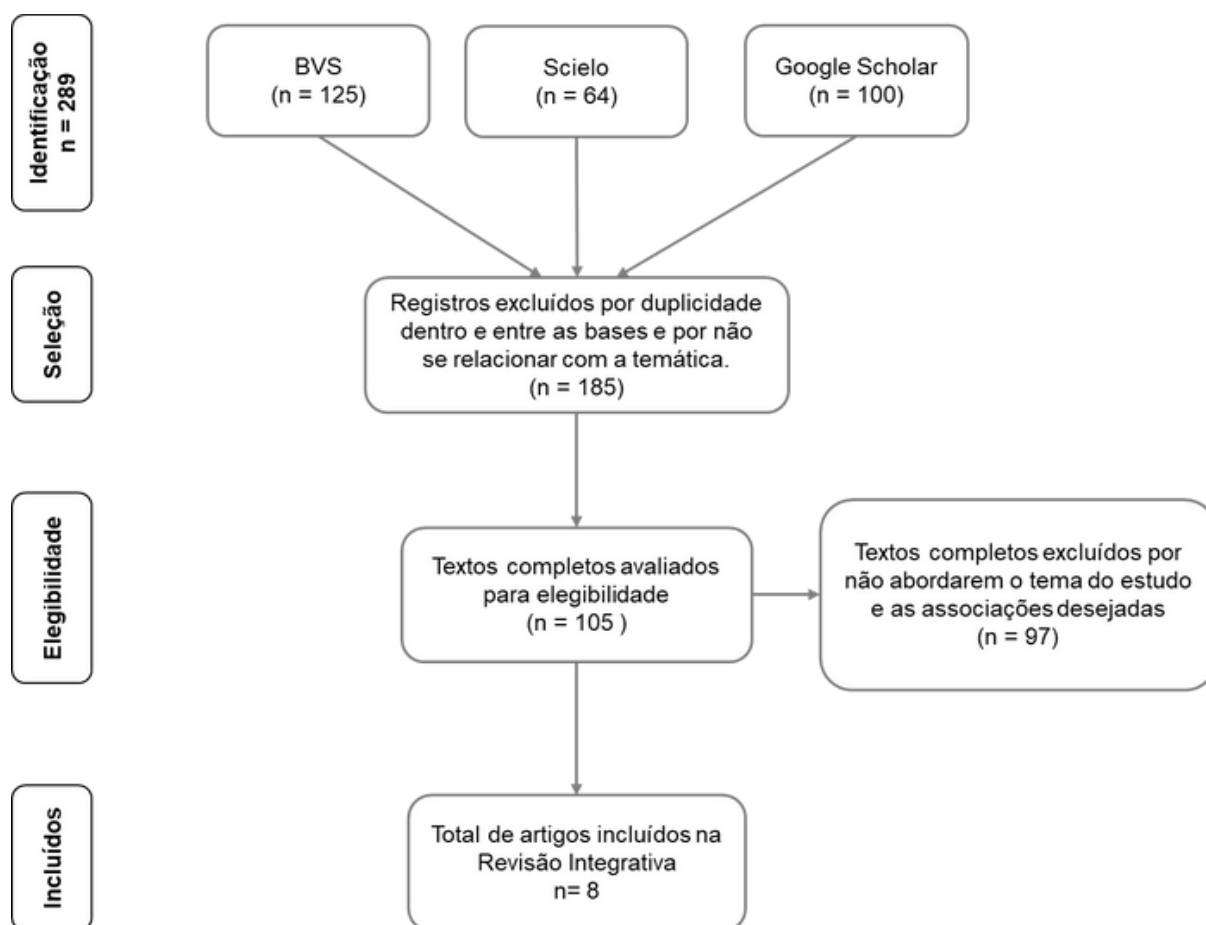 Identificação
n = 289
BVS
(n = 125)
Scielo
(n = 64)
Google Scholar
(n = 100)
Seleção
Registros excluídos por duplicidade
dentro e entre as bases e por não
se relacionar com a temática.
(n = 185)
Elegibilidade
Textos completos avaliados
para elegibilidade
(n = 105 )
Textos completos excluídos por
não abordarem o tema do estudo
e as associações desejadas
(n = 97)
Incluídos
Total de artigos incluídos na
Revisão Integrativa
n= 8